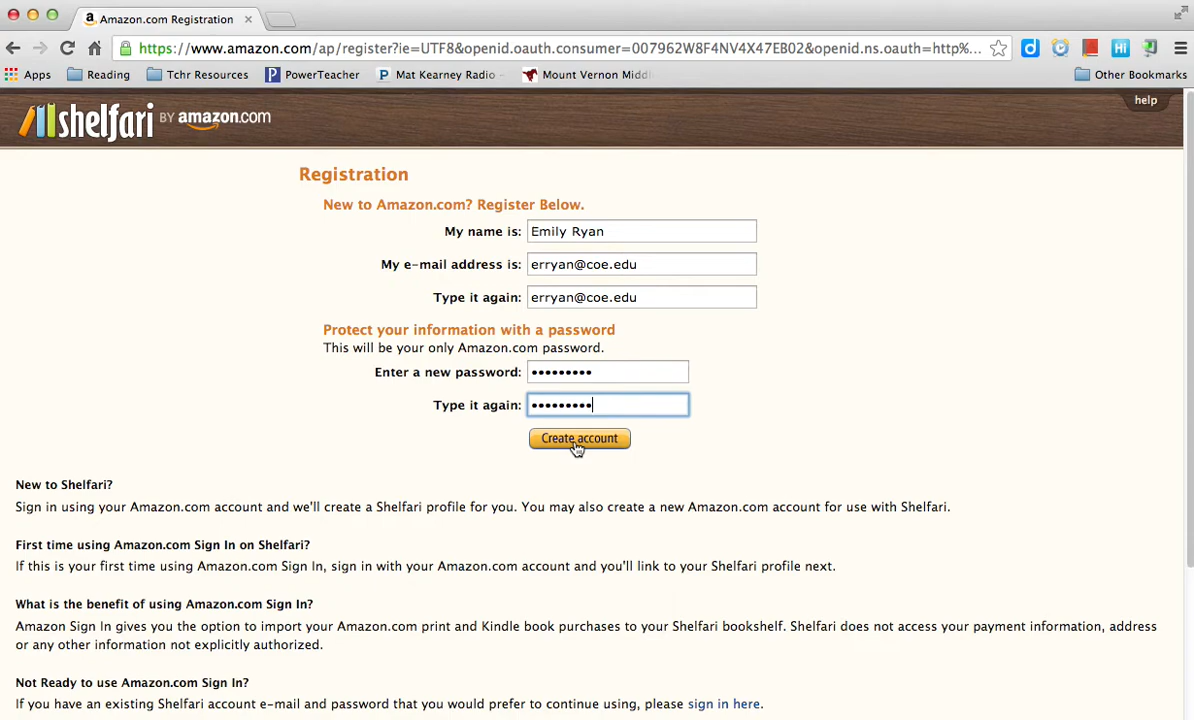 Amazon.com Registration
https://www.amazon.com/ap/register?ie=UTF8&openid.oauth.consumer=007962W8F4NV4X47EB02&openid.ns.oauth=http%...
Apps Reading Tchr Resources PowerTeacher Mat Kearney Radio - Mount Vernon Midd Other Bookmarks
help
shelfari BY amazon.com
Registration
New to Amazon.com? Register Below.
My name is: Emily Ryan
My e-mail address is: erryan@coe.edu
Type it again: erryan@coe.edu
Protect your information with a password
This will be your only Amazon.com password.
Enter a new password: •••••••••
Type it again: •••••••••
Create account
New to Shelfari?
Sign in using your Amazon.com account and we'll create a Shelfari profile for you. You may also create a new Amazon.com account for use with Shelfari.
First time using Amazon.com Sign In on Shelfari?
If this is your first time using Amazon.com Sign In, sign in with your Amazon.com account and you'll link to your Shelfari profile next.
What is the benefit of using Amazon.com Sign In?
Amazon Sign In gives you the option to import your Amazon.com print and Kindle book purchases to your Shelfari bookshelf. Shelfari does not access your payment information, address
or any other information not explicitly authorized.
Not Ready to use Amazon.com Sign In?
If you have an existing Shelfari account e-mail and password that you would prefer to continue using, please sign in here.